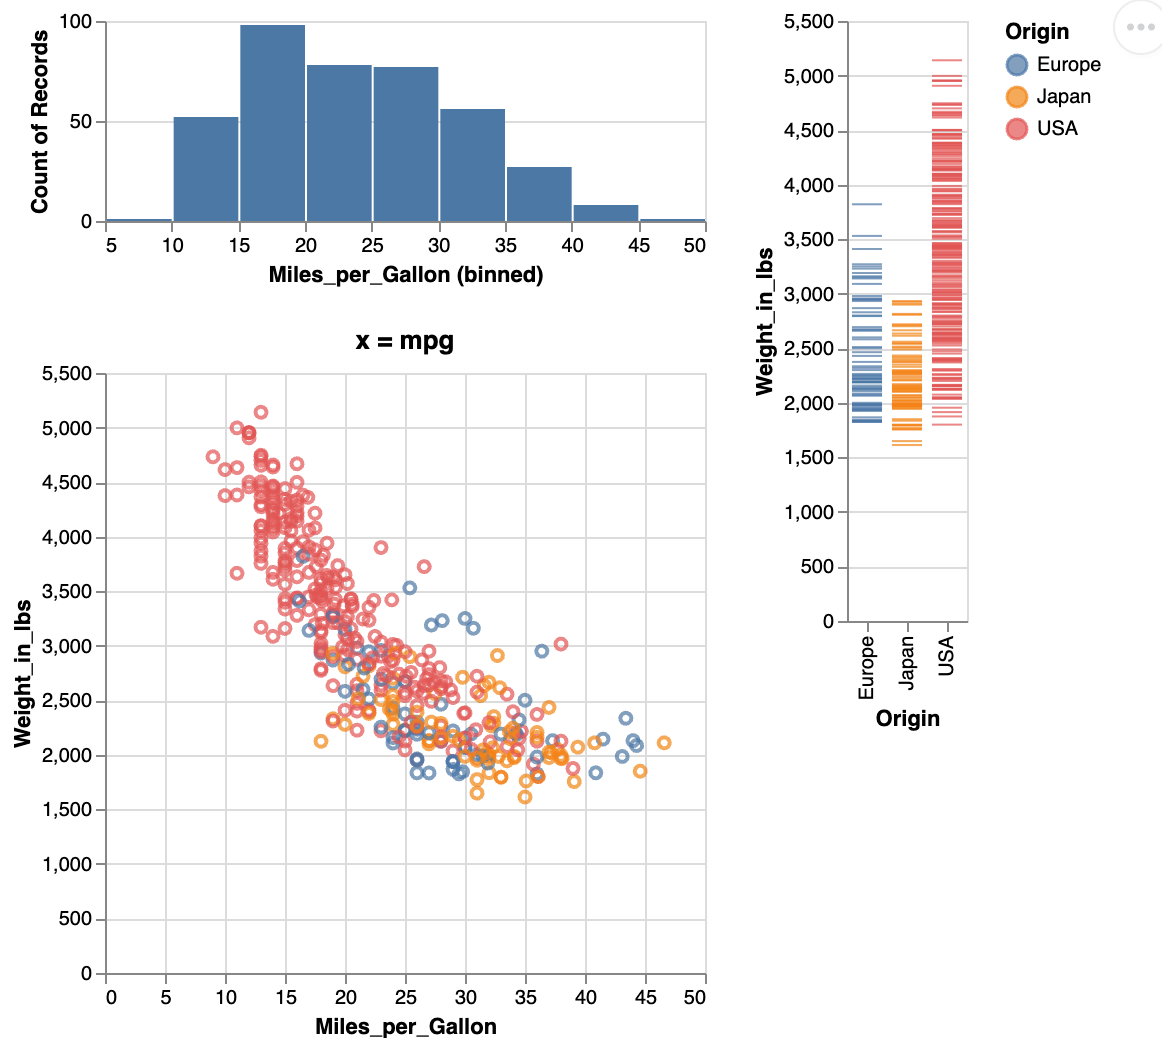 100
50
0
Count of Records
5 10 15 20 25 30 35 40 45 50
Miles_per_Gallon (binned)
x = mpg
5,500
5,000
4,500
4,000
3,500
3,000
2,500
2,000
1,500
1,000
500
0
Weight_in_lbs
0 5 10 15 20 25 30 35 40 45 50
Miles_per_Gallon
5,500
5,000
4,500
4,000
3,500
3,000
2,500
2,000
1,500
1,000
500
0
Weight_in_lbs
Europe
Japan
USA
Origin
Origin
Europe
Japan
USA